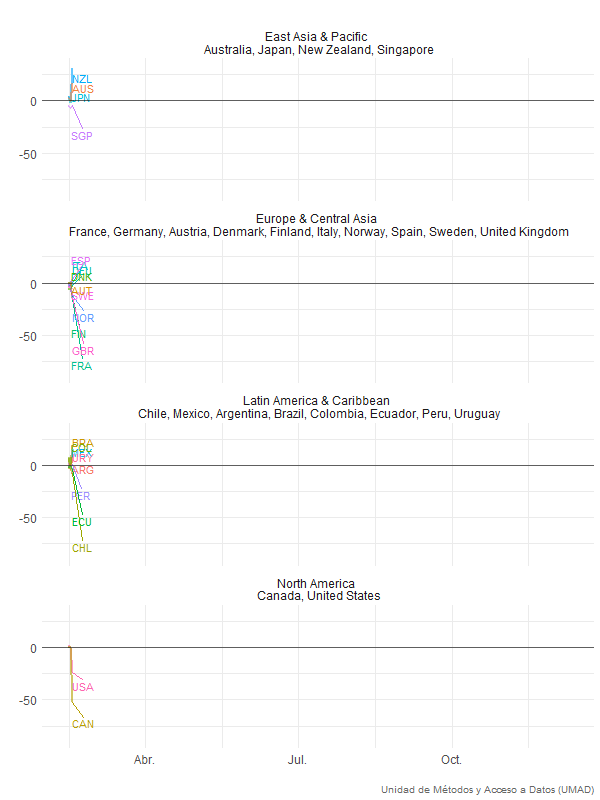 East Asia & Pacific
Australia, Japan, New Zealand, Singapore
NZL
AUS
JPN
0
-50
SGP
Europe & Central Asia
France, Germany, Austria, Denmark, Finland, Italy, Norway, Spain, Sweden, United Kingdom
ESP
ITA
DEU
DNK
0
AUT
SWE
NOR
FIN
-50
GBR
FRA
Latin America & Caribbean
Chile, Mexico, Argentina, Brazil, Colombia, Ecuador, Peru, Uruguay
BRA
COL
MEX
URY
0
ARG
PER
-50
ECU
CHL
North America
Canada, United States
0
USA
-50
CAN
Abr. Jul. Oct.
Unidad de Métodos y Acceso a Datos (UMAD)